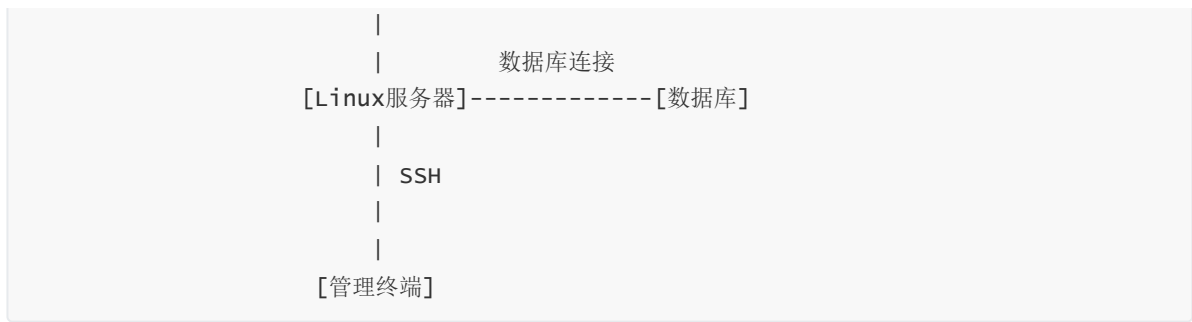 |
| 数据库连接
[Linux服务器]-------------[数据库]
|
| SSH
|
|
[管理终端]